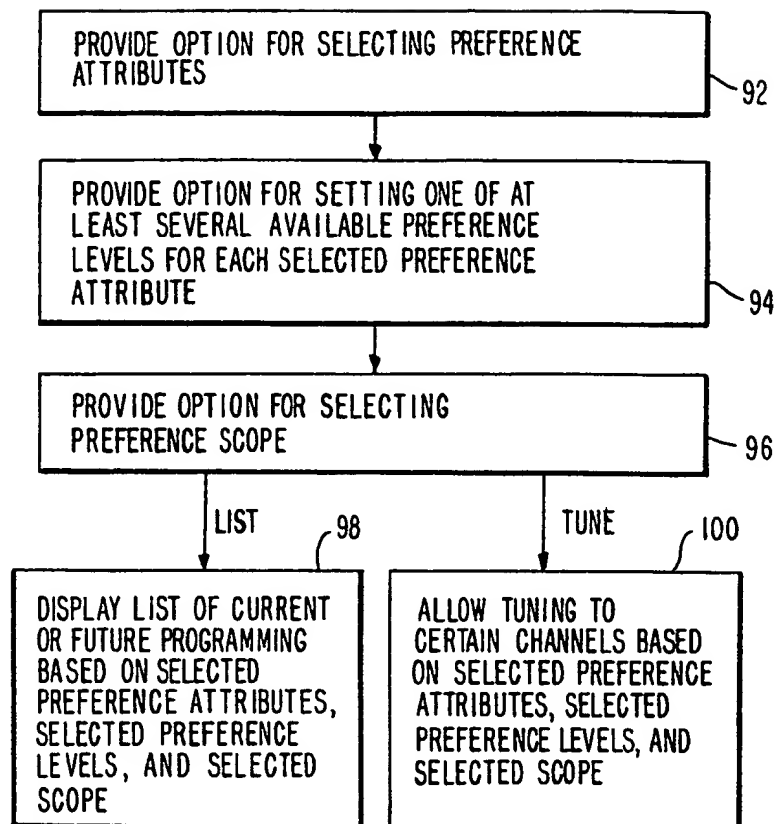 PROVIDE OPTION FOR SELECTING PREFERENCE
ATTRIBUTES
92
PROVIDE OPTION FOR SETTING ONE OF AT
LEAST SEVERAL AVAILABLE PREFERENCE
LEVELS FOR EACH SELECTED PREFERENCE
ATTRIBUTE
94
PROVIDE OPTION FOR SELECTING
PREFERENCE SCOPE
96
LIST
98
TUNE
100
DISPLAY LIST OF CURRENT
OR FUTURE PROGRAMMING
BASED ON SELECTED
PREFERENCE ATTRIBUTES,
SELECTED PREFERENCE
LEVELS, AND SELECTED
SCOPE
ALLOW TUNING TO
CERTAIN CHANNELS BASED
ON SELECTED PREFERENCE
ATTRIBUTES, SELECTED
PREFERENCE LEVELS, AND
SELECTED SCOPE